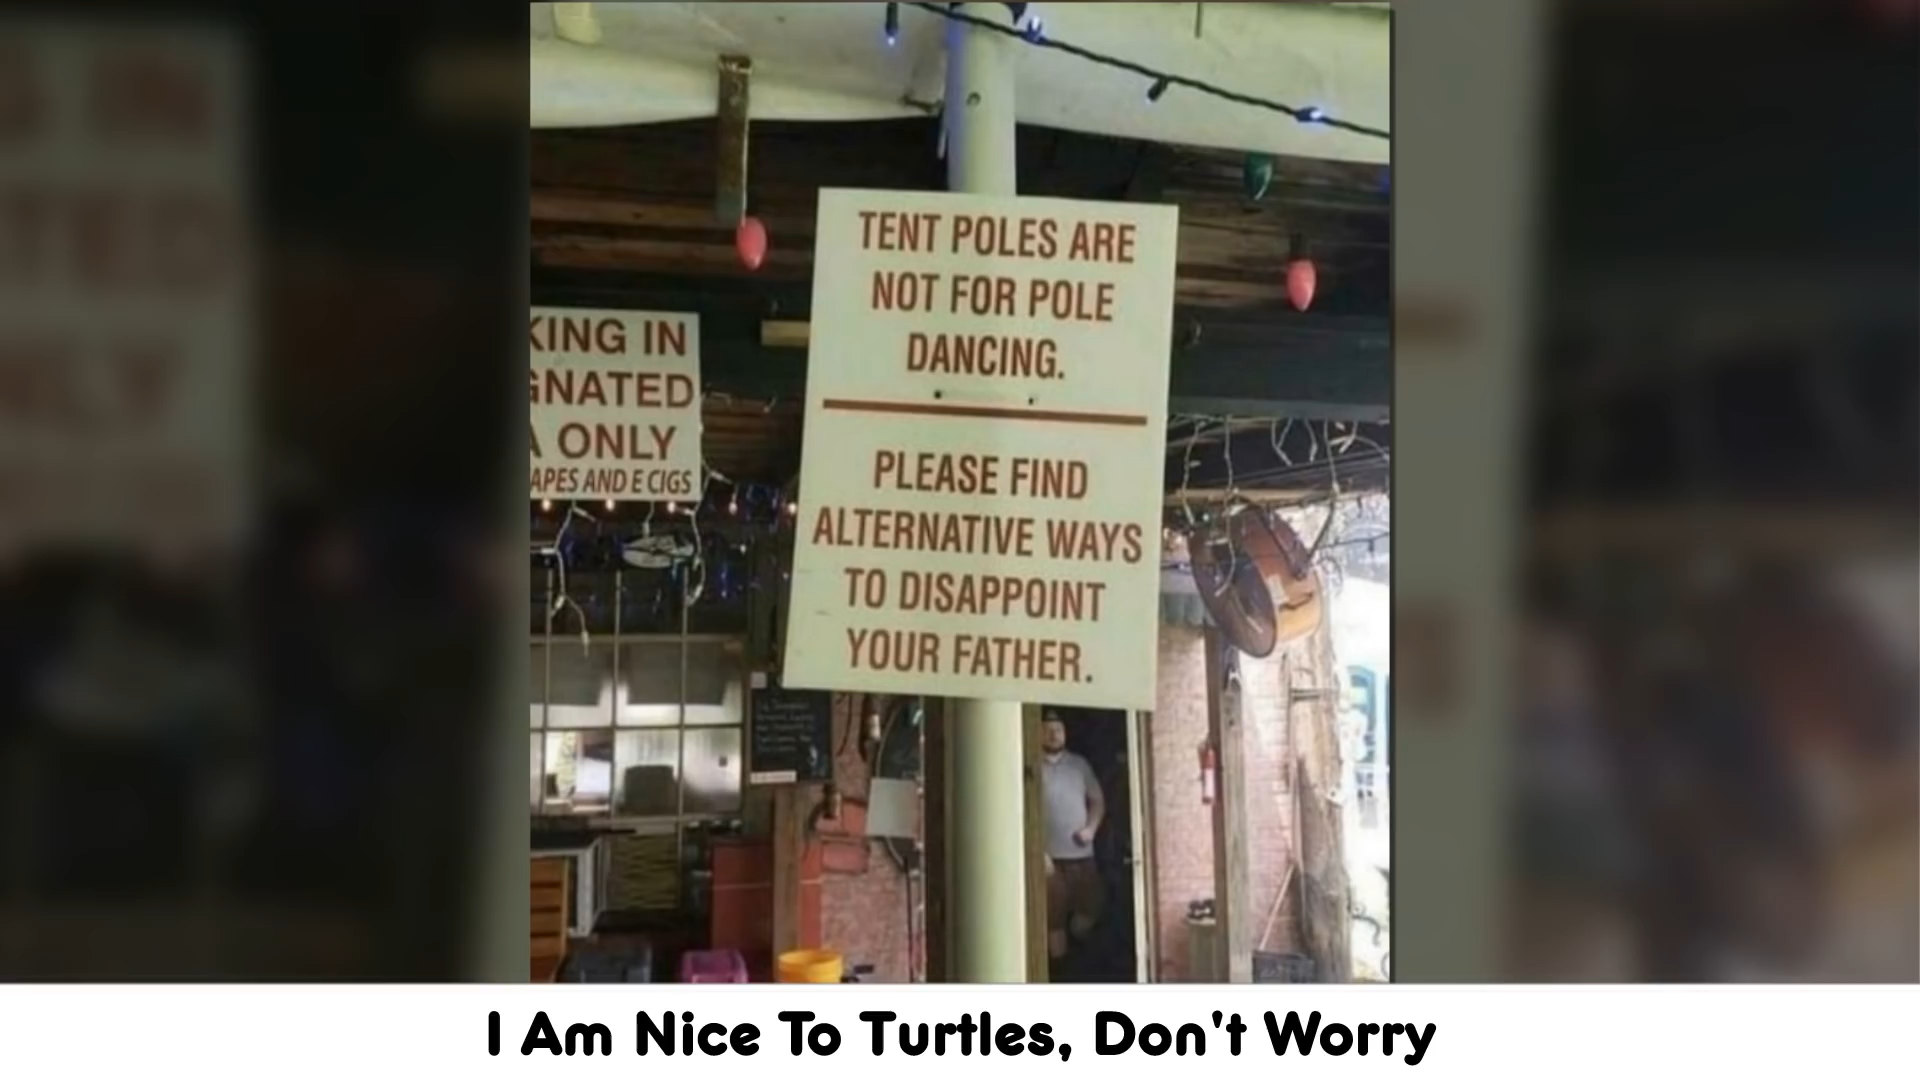 TENT POLES ARE
NOT FOR POLE
DANCING.
PLEASE FIND
ALTERNATIVE WAYS
TO DISAPPOINT
YOUR FATHER.
KING IN
GNATED
A ONLY
APES AND E CIGS
I Am Nice To Turtles, Don't Worry